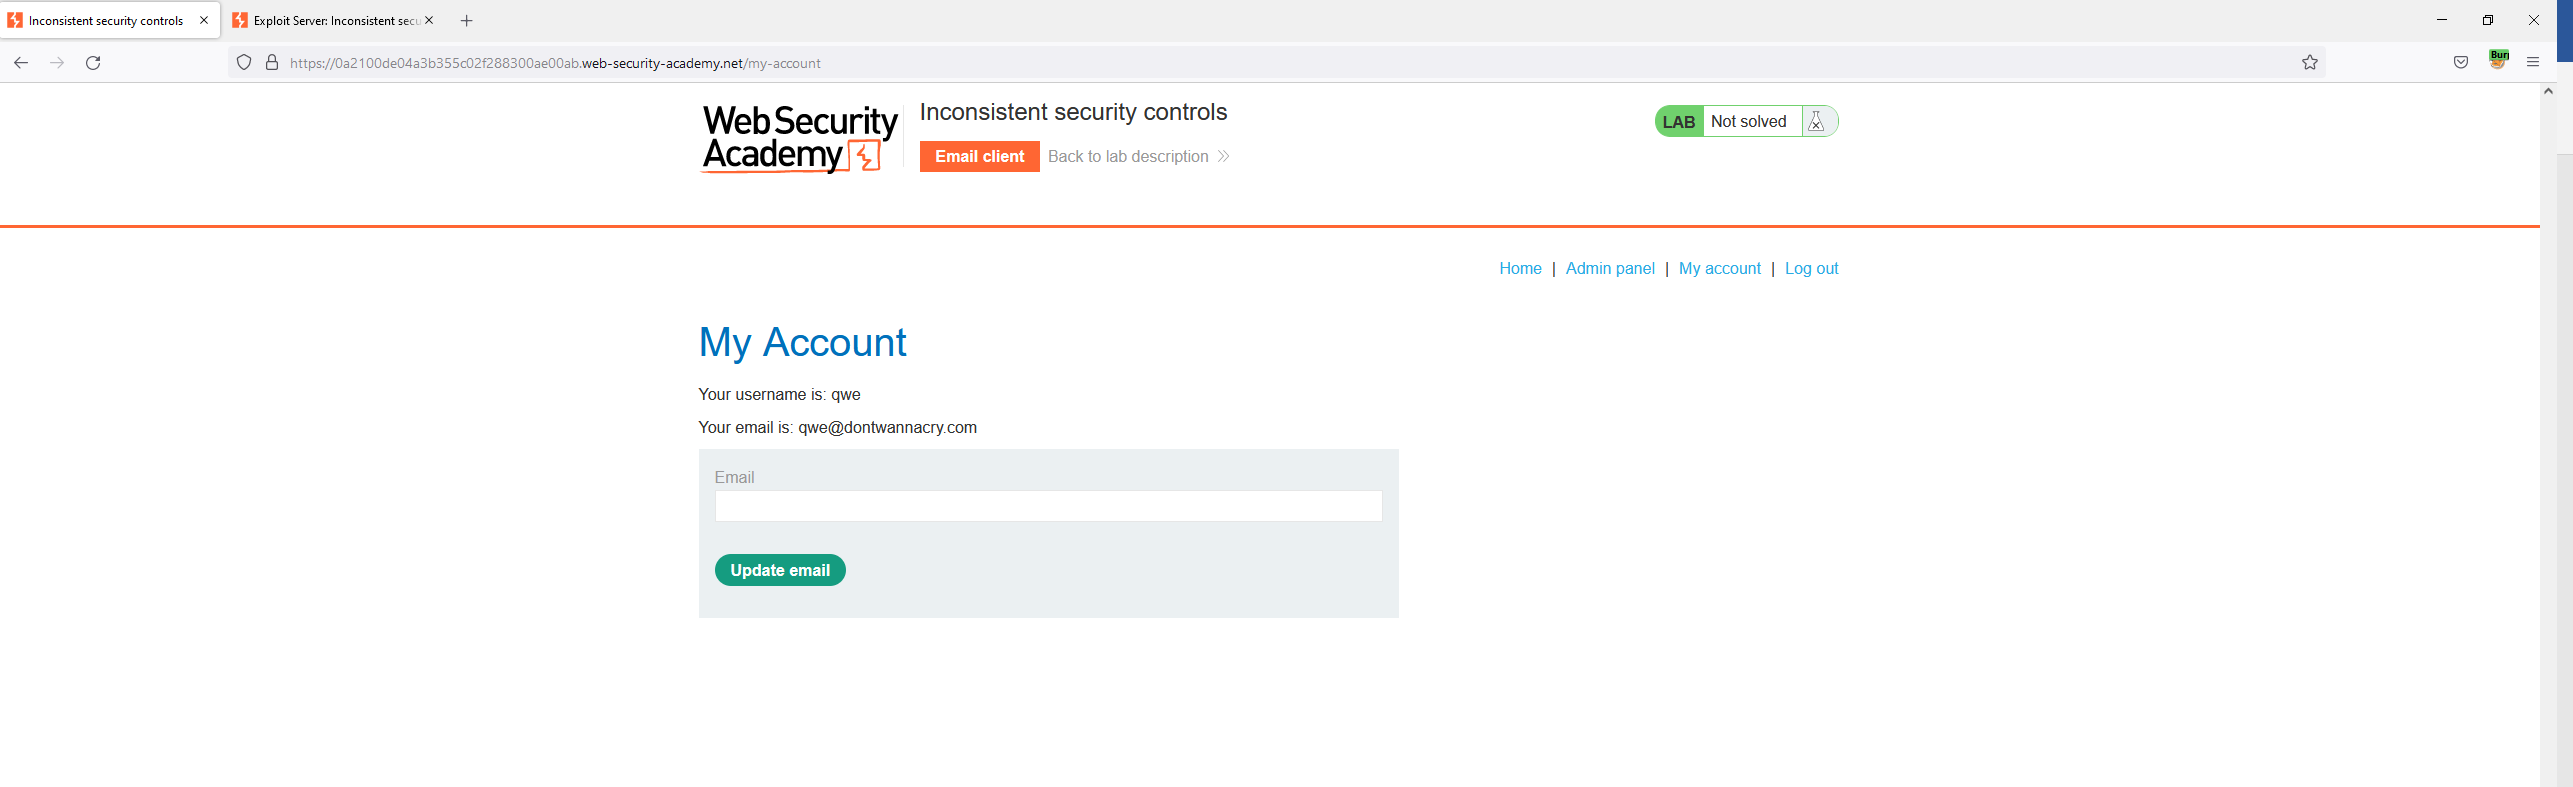 Inconsistent security controls
Exploit Server: Inconsistent secu
https://0a2100de04a3b355c02f288300ae00ab.web-security-academy.net/my-account
Bur
Web Security
Academy
Inconsistent security controls
Email client Back to lab description
LAB Not solved
Home | Admin panel | My account | Log out
My Account
Your username is: qwe
Your email is: qwe@dontwannacry.com
Email
Update email